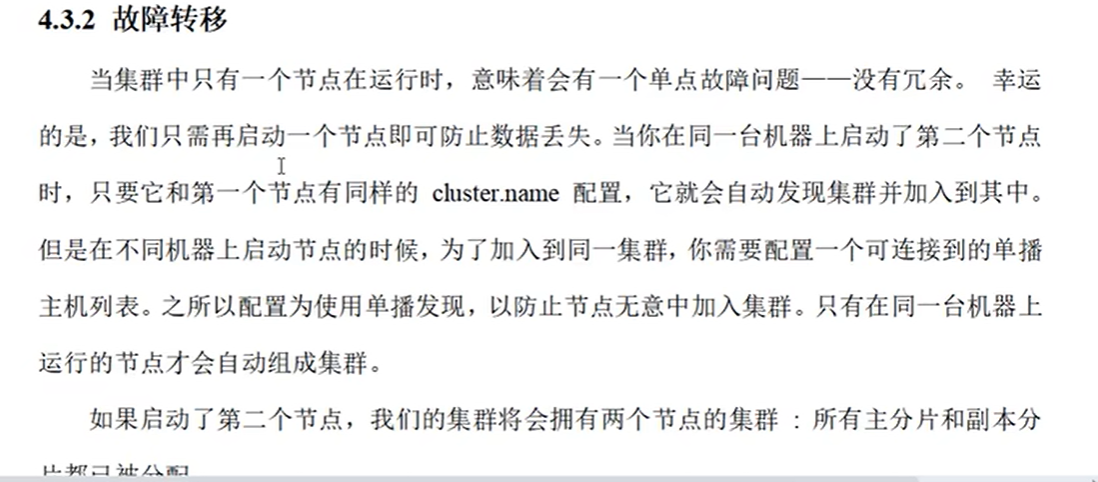 4.3.2 故障转移
当集群中只有一个节点在运行时，意味着会有一个单点故障问题——没有冗余。 幸运
的是，我们只需再启动一个节点即可防止数据丢失。当你在同一台机器上启动了第二个节点
时，只要它和第一个节点有同样的 cluster.name 配置，它就会自动发现集群并加入到其中。
但是在不同机器上启动节点的时候，为了加入到同一集群，你需要配置一个可连接到的单播
主机列表。之所以配置为使用单播发现，以防止节点无意中加入集群。只有在同一台机器上
运行的节点才会自动组成集群。
如果启动了第二个节点，我们的集群将会拥有两个节点的集群 : 所有主分片和副本分
片都已被分配